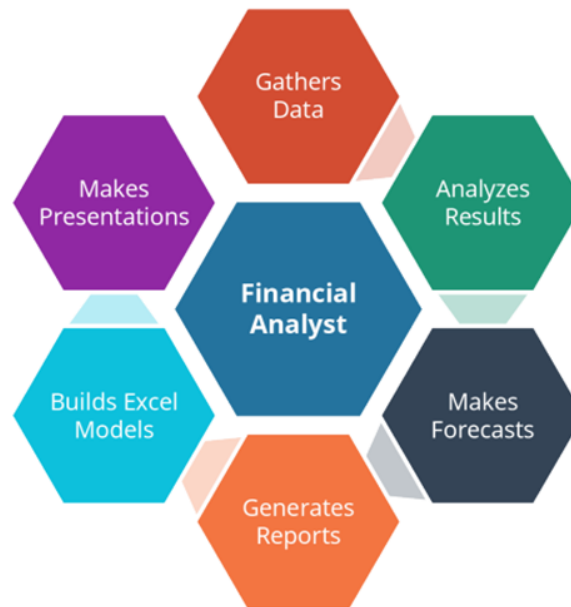 Gathers
Data
Analyzes
Results
Makes
Forecasts
Generates
Reports
Builds Excel
Models
Makes
Presentations
Financial
Analyst